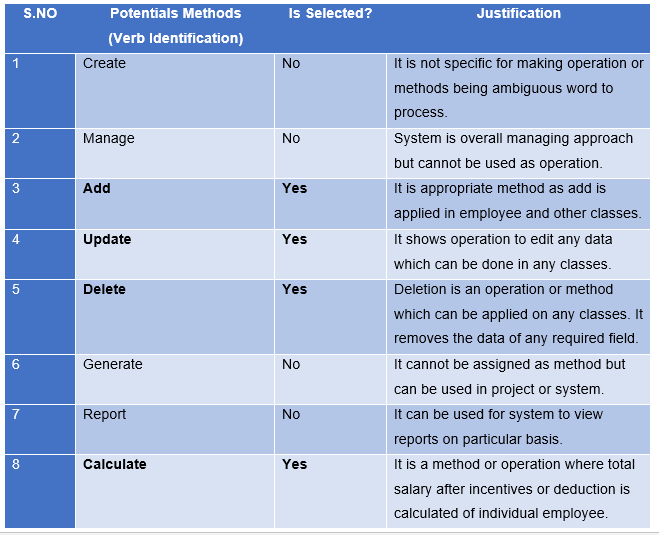 S.NO Potentials Methods Is Selected? Justification
(Verb Identification)
1 Create No It is not specific for making operation or
methods being ambiguous word to
process.
2 Manage No System is overall managing approach
but cannot be used as operation.
3 Add Yes It is appropriate method as add is
applied in employee and other classes.
4 Update Yes It shows operation to edit any data
which can be done in any classes.
5 Delete Yes Deletion is an operation or method
which can be applied on any classes. It
removes the data of any required field.
6 Generate No It cannot be assigned as method but
can be used in project or system.
7 Report No It can be used for system to view
reports on particular basis.
8 Calculate Yes It is a method or operation where total
salary after incentives or deduction is
calculated of individual employee.